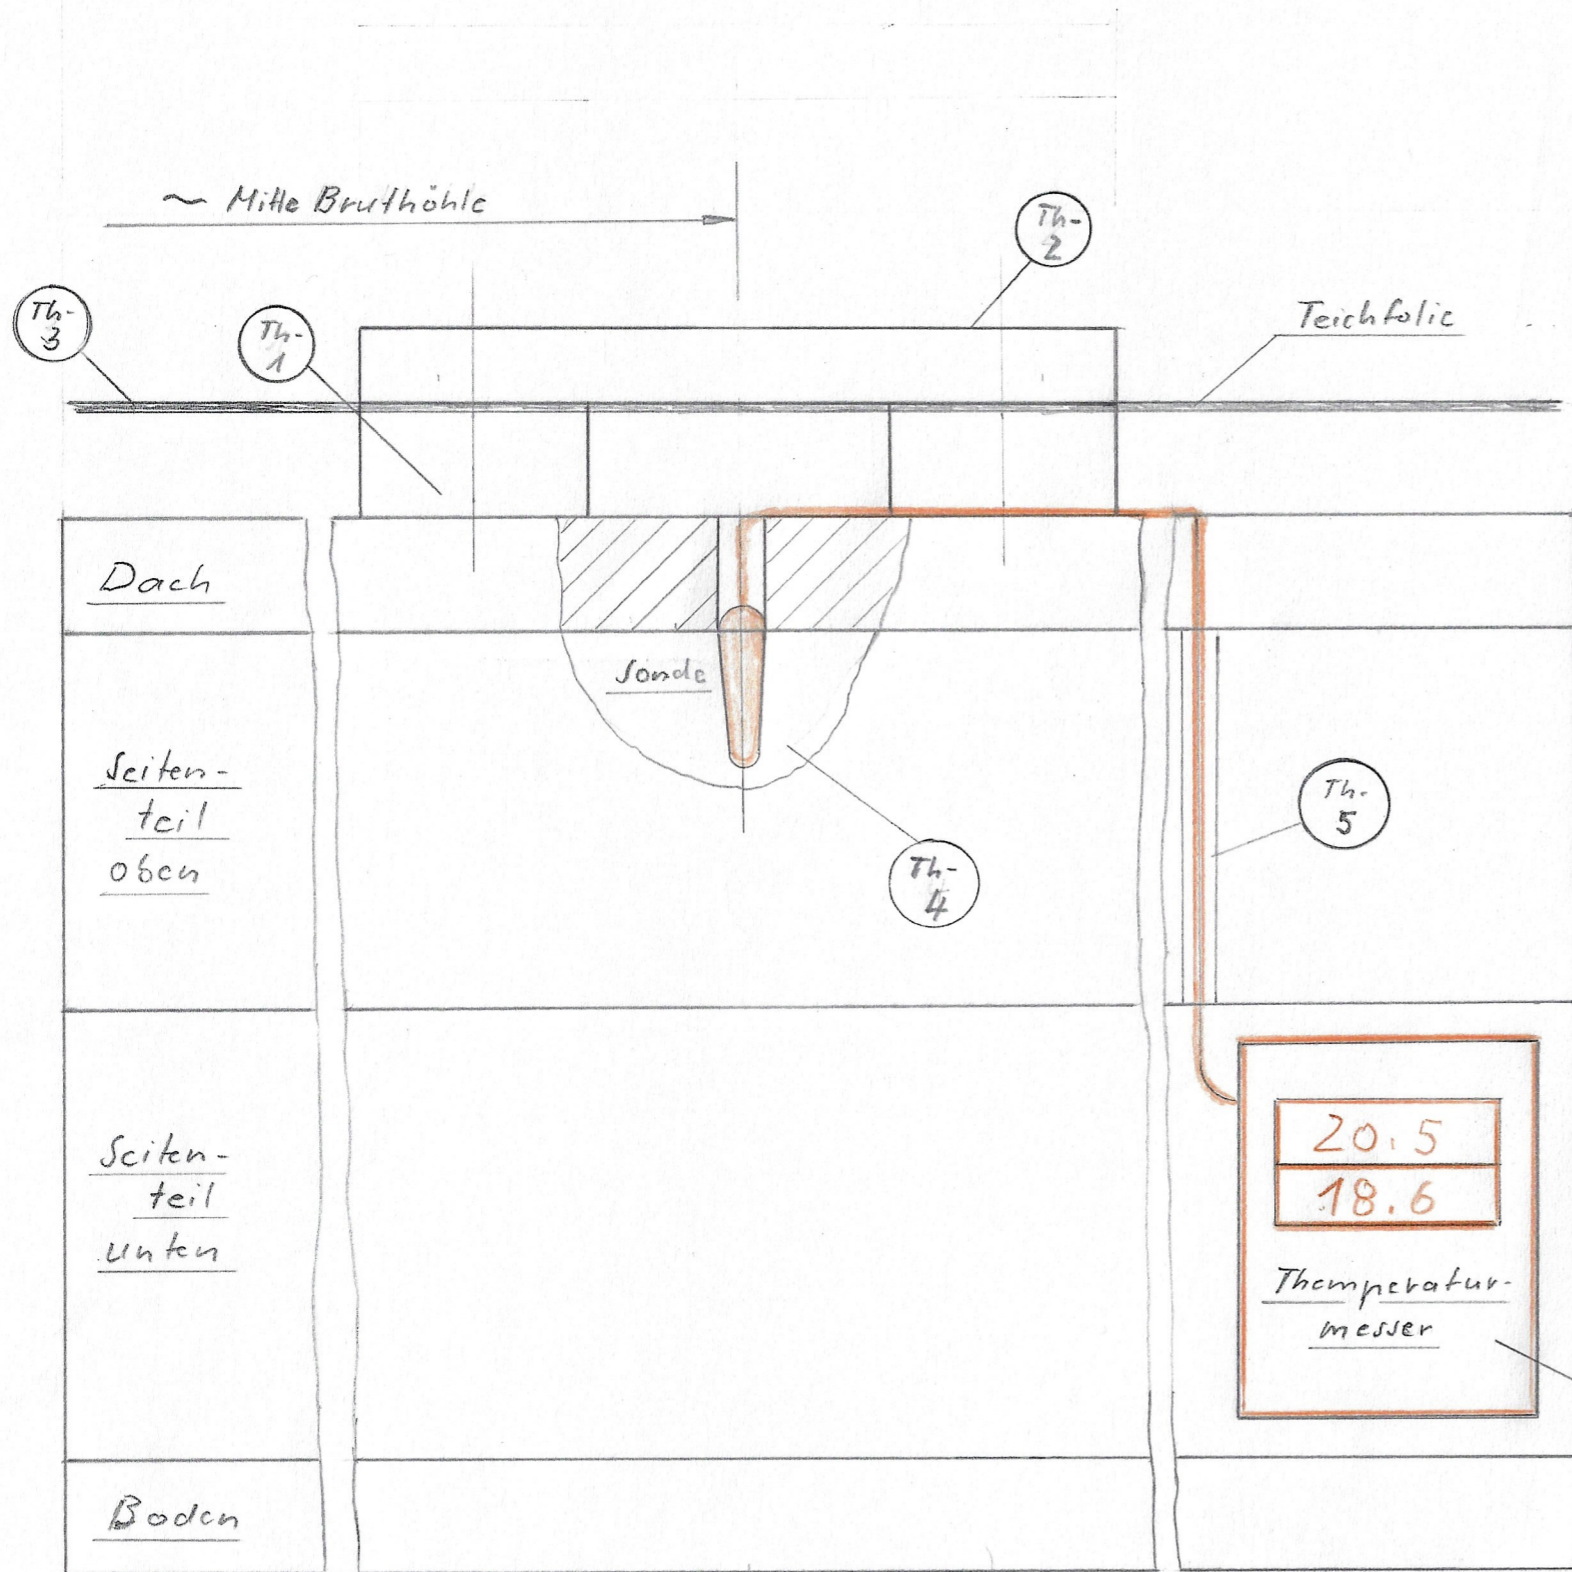 ~ Mitte Bruthöhle
Th-
2
Th-
3
Th-
1
Teichfolie
Dach
Sonde
Seiten-
teil
oben
Th-
5
Th-
4
20.5
18.6
Seiten-
teil
unten
Themperatur-
messer
Boden